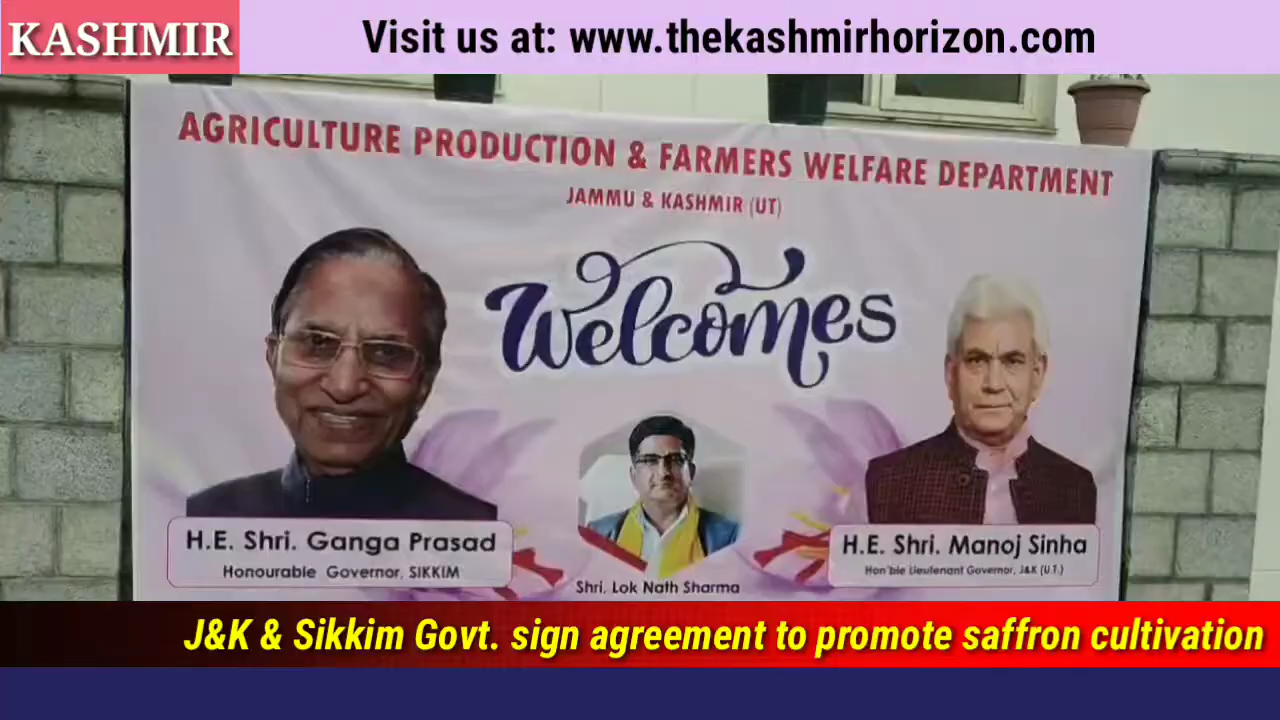 KASHMIR
Visit us at: www.thekashmirhorizon.com
AGRICULTURE PRODUCTION & FARMERS WELFARE DEPARTMENT
JAMMU & KASHMIR (UT)
Welcomes
H.E. Shri. Ganga Prasad
Honourable Governor, SIKKIM
Shri. Lok Nath Sharma
H.E. Shri. Manoj Sinha
Hon'ble Lieutenant Governor, J&K (U.T.)
J&K & Sikkim Govt. sign agreement to promote saffron cultivation